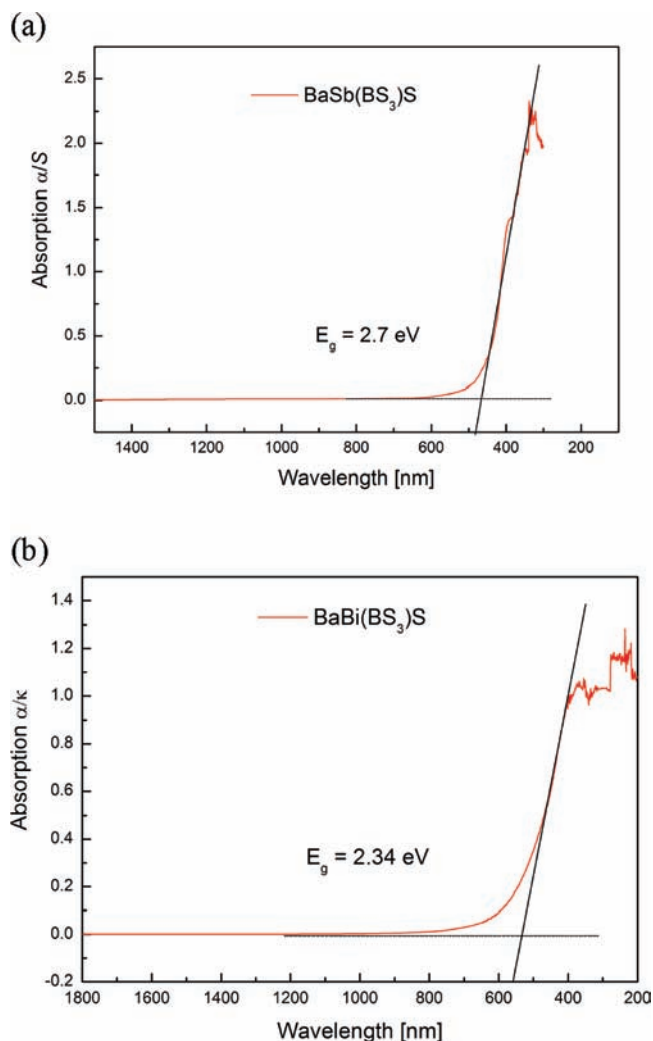 (a)
2.5
2.0
1.5
1.0
0.5
0.0
Absorption α/S
BaSb(BS₃)S
E_g = 2.7 eV
1400 1200 1000 800 600 400 200
Wavelength [nm]
(b)
1.4
1.2
1.0
0.8
0.6
0.4
0.2
0.0
-0.2
Absorption α/κ
BaBi(BS₃)S
E_g = 2.34 eV
1800 1600 1400 1200 1000 800 600 400 200
Wavelength [nm]